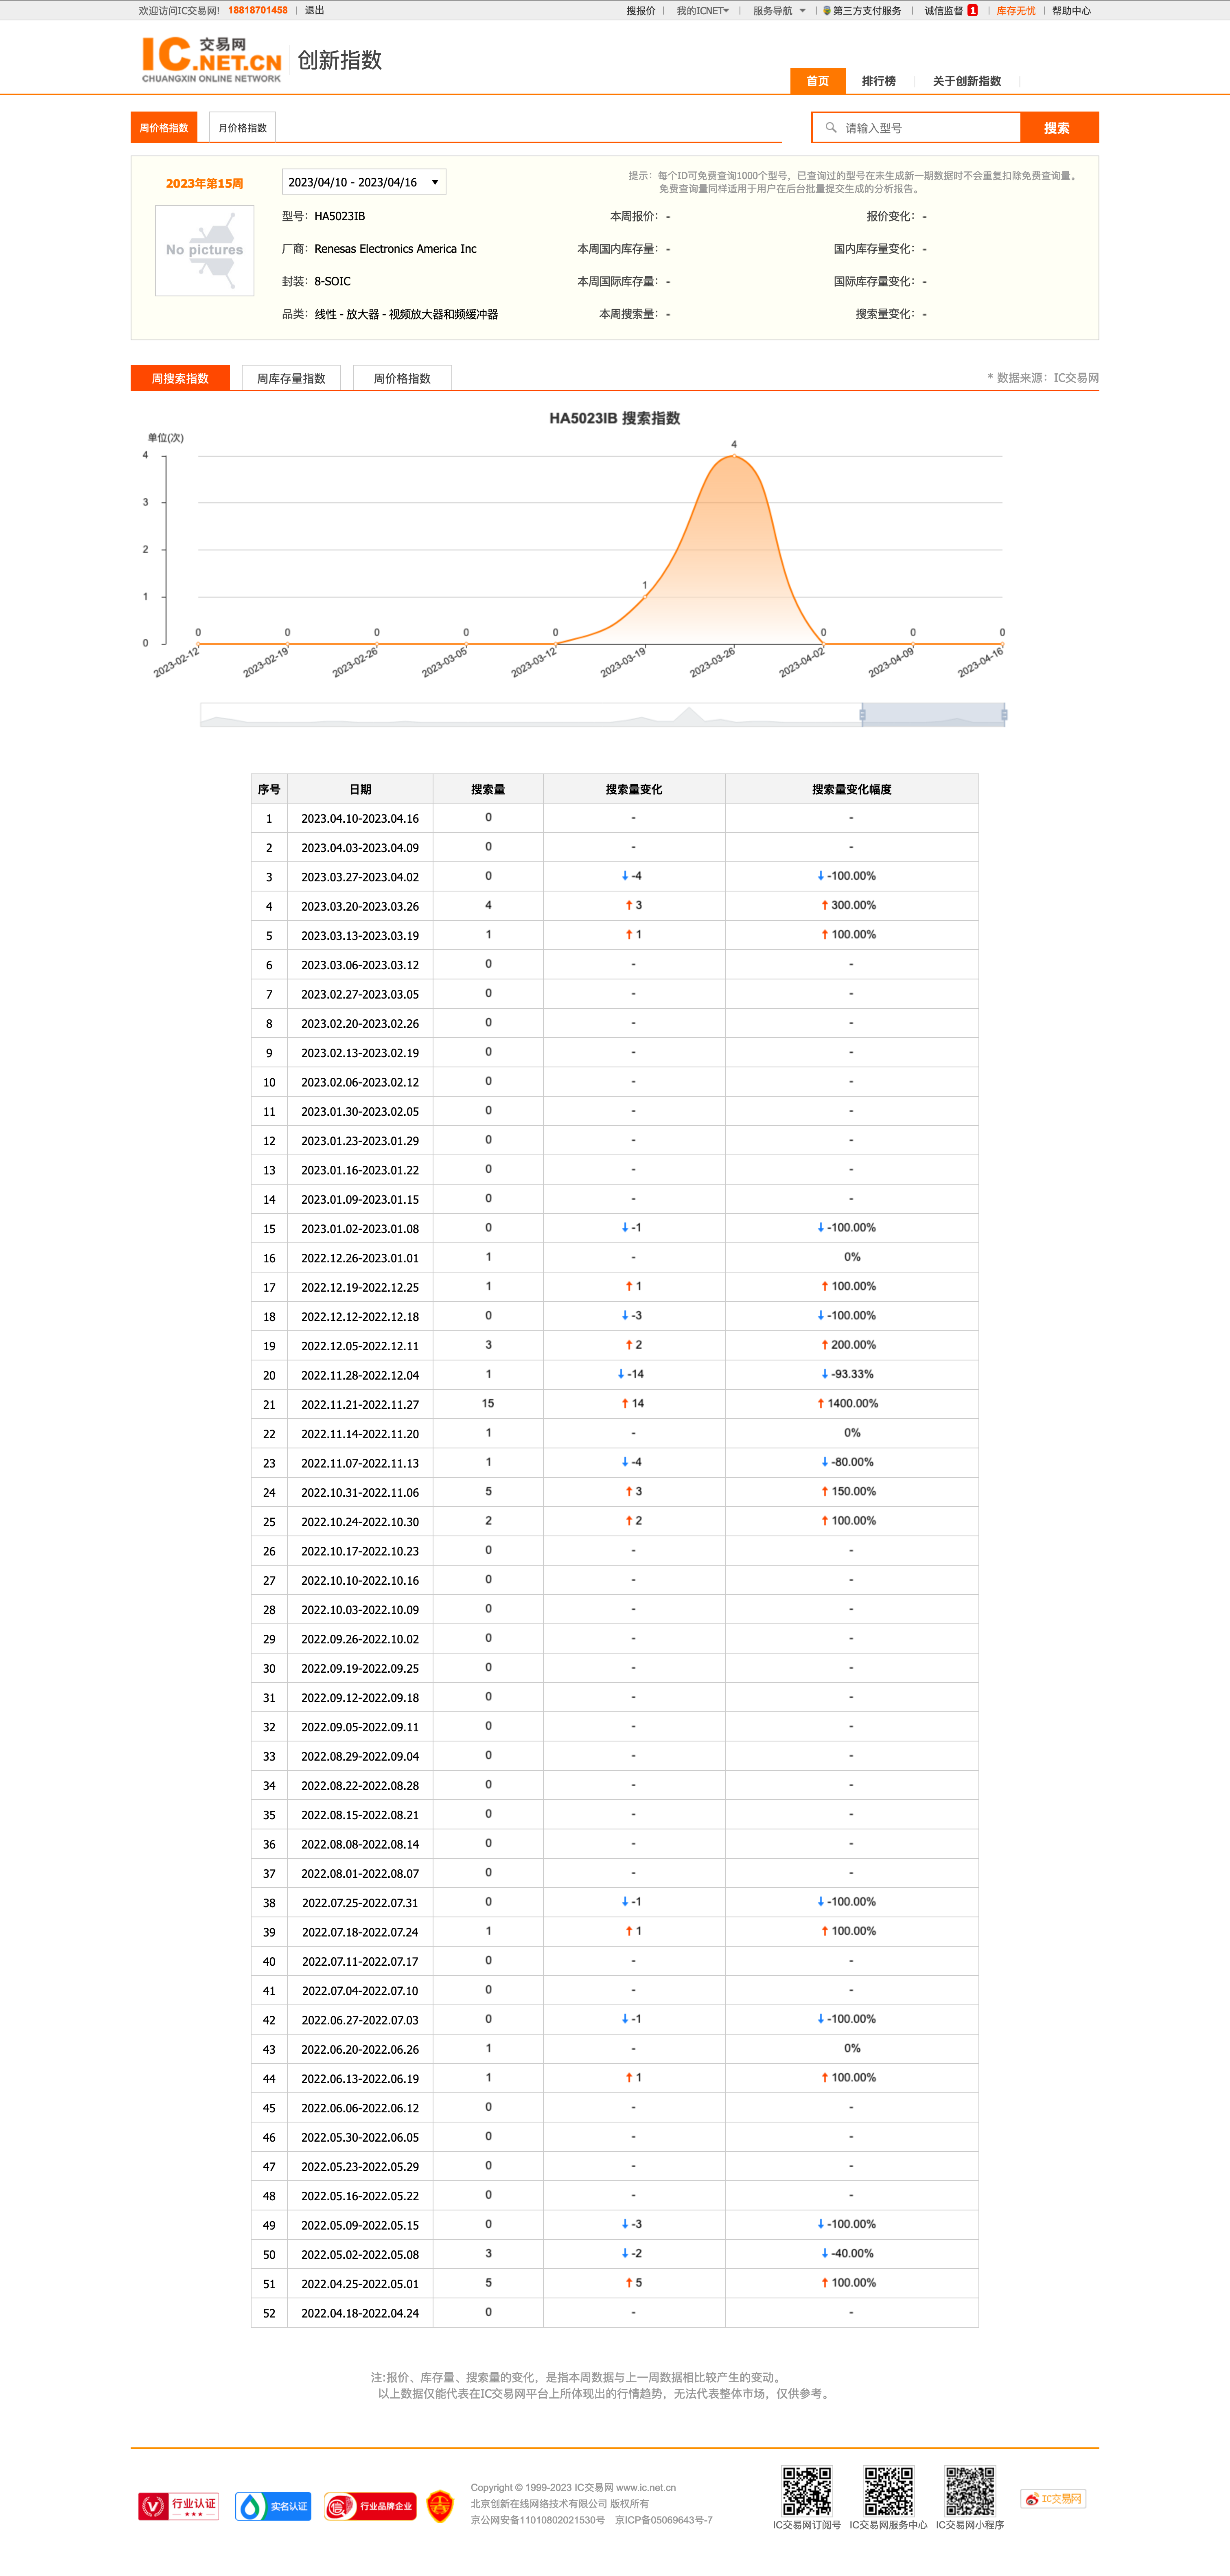 欢迎访问IC交易网! 18818701458 | 退出 搜报价 | 我的ICNET | 服务导航 | 第三方支付服务 | 诚信监督 1 | 库存无忧 | 帮助中心
IC 交易网
.NET.CN
CHUANGXIN ONLINE NETWORK
创新指数
首页 排行榜 关于创新指数
周价格指数 月价格指数 请输入型号 搜索
2023年第15周 2023/04/10 - 2023/04/16 提示：每个ID可免费查询1000个型号，已查询过的型号在未生成新一期数据时不会重复扣除免费查询量。
免费查询量同样适用于用户在后台批量提交生成的分析报告。
No pictures
型号：HA5023IB 本周报价：- 报价变化：-
厂商：Renesas Electronics America Inc 本周国内库存量：- 国内库存量变化：-
封装：8-SOIC 本周国际库存量：- 国际库存量变化：-
品类：线性 - 放大器 - 视频放大器和频缓冲器 本周搜索量：- 搜索量变化：-
周搜索指数 周库存量指数 周价格指数 * 数据来源：IC交易网
HA5023IB 搜索指数
单位(次)
4
3
2
1
0
0 0 0 0 0 1 4 0 0 0
2023-02-12 2023-02-19 2023-02-26 2023-03-05 2023-03-12 2023-03-19 2023-03-26 2023-04-02 2023-04-09 2023-04-16
序号 日期 搜索量 搜索量变化 搜索量变化幅度
1 2023.04.10-2023.04.16 0 - -
2 2023.04.03-2023.04.09 0 - -
3 2023.03.27-2023.04.02 0 ↓ -4 ↓ -100.00%
4 2023.03.20-2023.03.26 4 ↑ 3 ↑ 300.00%
5 2023.03.13-2023.03.19 1 ↑ 1 ↑ 100.00%
6 2023.03.06-2023.03.12 0 - -
7 2023.02.27-2023.03.05 0 - -
8 2023.02.20-2023.02.26 0 - -
9 2023.02.13-2023.02.19 0 - -
10 2023.02.06-2023.02.12 0 - -
11 2023.01.30-2023.02.05 0 - -
12 2023.01.23-2023.01.29 0 - -
13 2023.01.16-2023.01.22 0 - -
14 2023.01.09-2023.01.15 0 - -
15 2023.01.02-2023.01.08 0 ↓ -1 ↓ -100.00%
16 2022.12.26-2023.01.01 1 - 0%
17 2022.12.19-2022.12.25 1 ↑ 1 ↑ 100.00%
18 2022.12.12-2022.12.18 0 ↓ -3 ↓ -100.00%
19 2022.12.05-2022.12.11 3 ↑ 2 ↑ 200.00%
20 2022.11.28-2022.12.04 1 ↓ -14 ↓ -93.33%
21 2022.11.21-2022.11.27 15 ↑ 14 ↑ 1400.00%
22 2022.11.14-2022.11.20 1 - 0%
23 2022.11.07-2022.11.13 1 ↓ -4 ↓ -80.00%
24 2022.10.31-2022.11.06 5 ↑ 3 ↑ 150.00%
25 2022.10.24-2022.10.30 2 ↑ 2 ↑ 100.00%
26 2022.10.17-2022.10.23 0 - -
27 2022.10.10-2022.10.16 0 - -
28 2022.10.03-2022.10.09 0 - -
29 2022.09.26-2022.10.02 0 - -
30 2022.09.19-2022.09.25 0 - -
31 2022.09.12-2022.09.18 0 - -
32 2022.09.05-2022.09.11 0 - -
33 2022.08.29-2022.09.04 0 - -
34 2022.08.22-2022.08.28 0 - -
35 2022.08.15-2022.08.21 0 - -
36 2022.08.08-2022.08.14 0 - -
37 2022.08.01-2022.08.07 0 - -
38 2022.07.25-2022.07.31 0 ↓ -1 ↓ -100.00%
39 2022.07.18-2022.07.24 1 ↑ 1 ↑ 100.00%
40 2022.07.11-2022.07.17 0 - -
41 2022.07.04-2022.07.10 0 - -
42 2022.06.27-2022.07.03 0 ↓ -1 ↓ -100.00%
43 2022.06.20-2022.06.26 1 - 0%
44 2022.06.13-2022.06.19 1 ↑ 1 ↑ 100.00%
45 2022.06.06-2022.06.12 0 - -
46 2022.05.30-2022.06.05 0 - -
47 2022.05.23-2022.05.29 0 - -
48 2022.05.16-2022.05.22 0 - -
49 2022.05.09-2022.05.15 0 ↓ -3 ↓ -100.00%
50 2022.05.02-2022.05.08 3 ↓ -2 ↓ -40.00%
51 2022.04.25-2022.05.01 5 ↑ 5 ↑ 100.00%
52 2022.04.18-2022.04.24 0 - -
注:报价、库存量、搜索量的变化，是指本周数据与上一周数据相比较产生的变动。
以上数据仅能代表在IC交易网平台上所体现出的行情趋势，无法代表整体市场，仅供参考。
行业认证 实名认证 行业品牌企业
Copyright © 1999-2023 IC交易网 www.ic.net.cn
北京创新在线网络技术有限公司 版权所有
京公网安备11010802021530号 京ICP备05069643号-7
IC交易网订阅号 IC交易网服务中心 IC交易网小程序
IC交易网